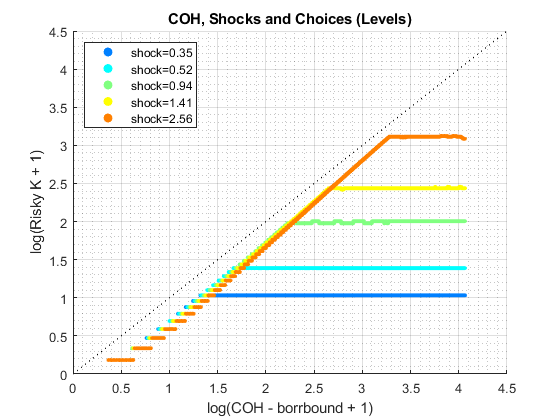 COH, Shocks and Choices (Levels)
4.5
4
3.5
3
2.5
2
1.5
1
0.5
0
log(Risky K + 1)
shock=0.35
shock=0.52
shock=0.94
shock=1.41
shock=2.56
0 0.5 1 1.5 2 2.5 3 3.5 4 4.5
log(COH - borrbound + 1)